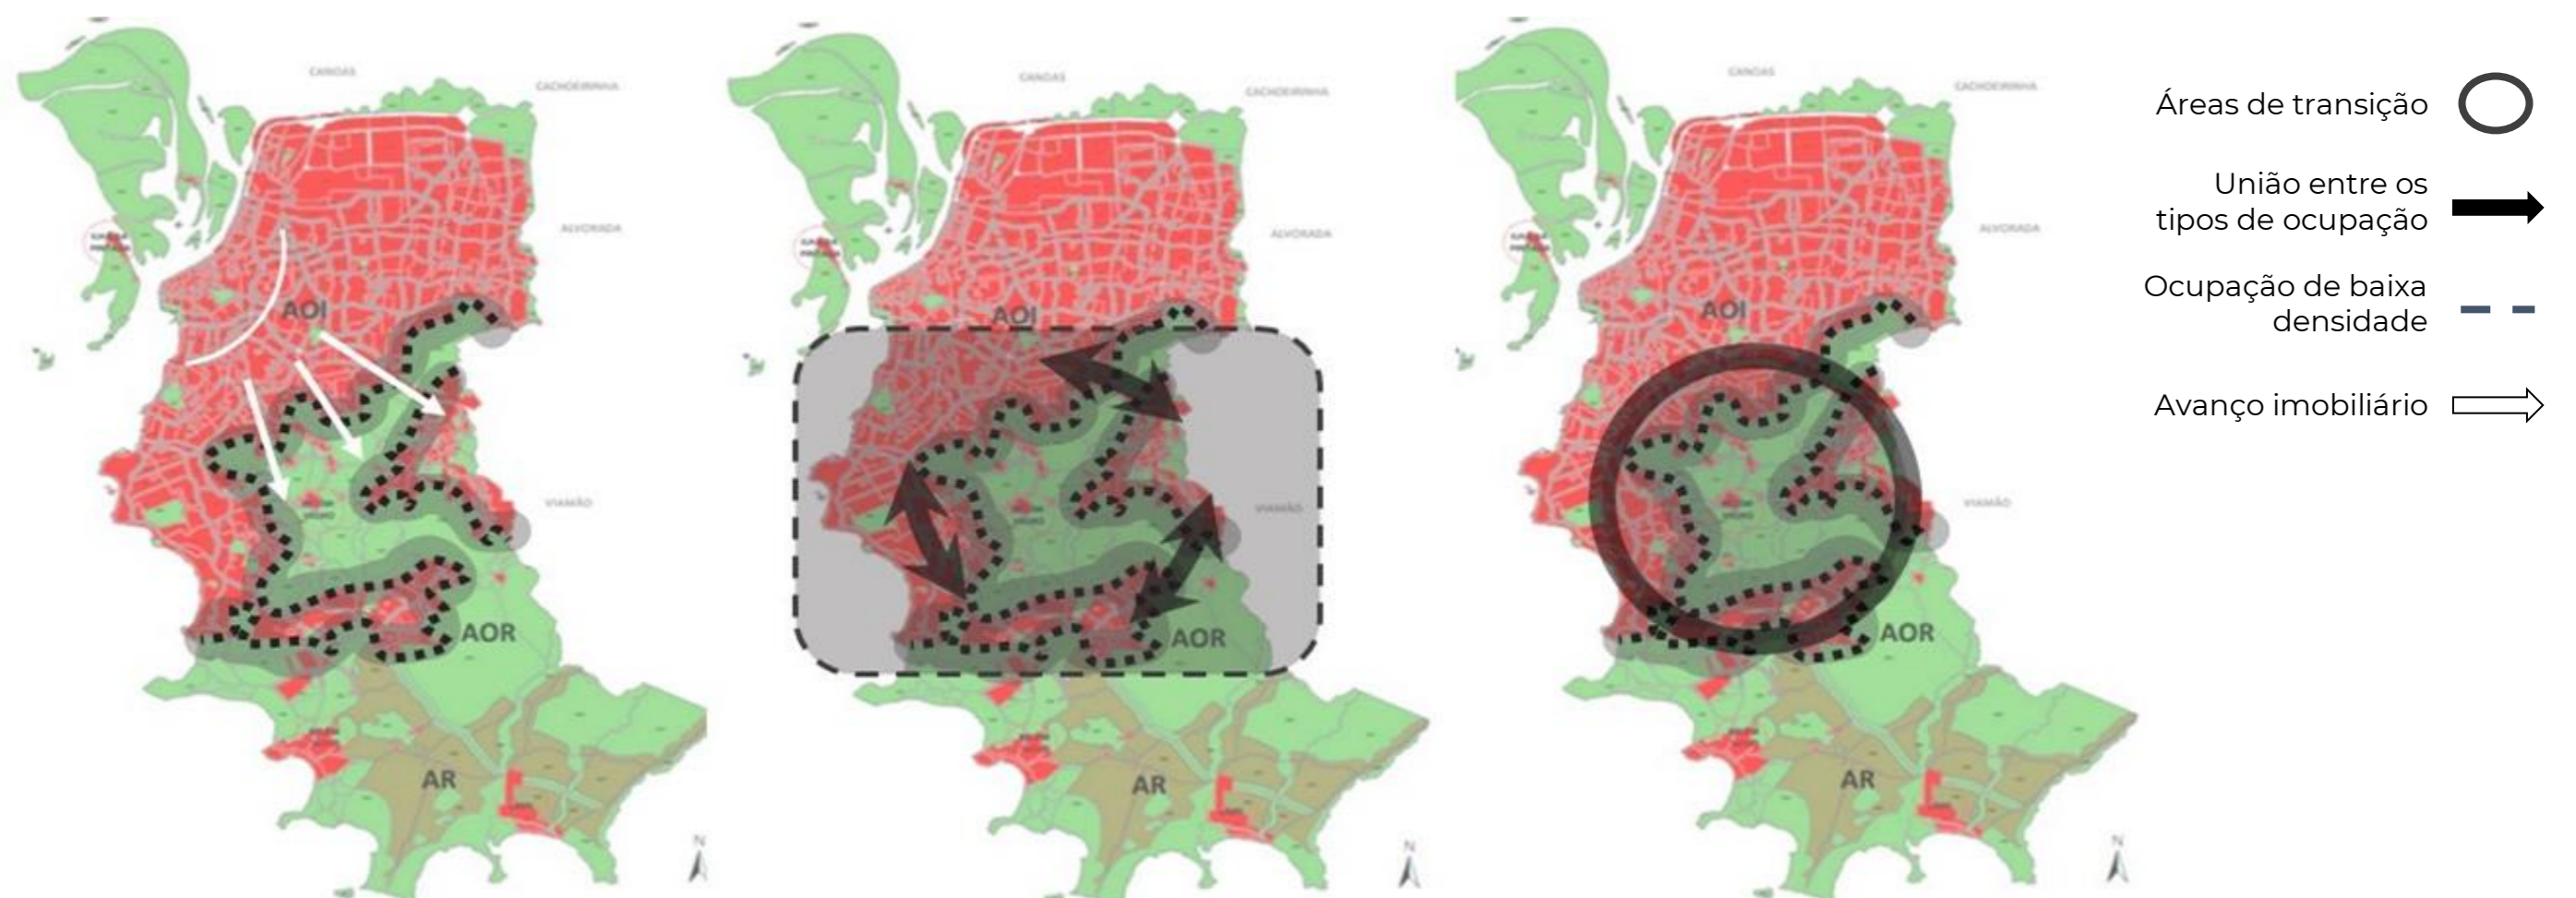 CANOAS
CACHOEIRINHA
ALVORADA
AOI
VIAMÃO
AOR
AR
N
CANOAS
CACHOEIRINHA
ALVORADA
AOI
VIAMÃO
AOR
AR
N
CANOAS
CACHOEIRINHA
ALVORADA
AOI
VIAMÃO
AOR
AR
N
Áreas de transição
União entre os
tipos de ocupação
Ocupação de baixa
densidade
Avanço imobiliário